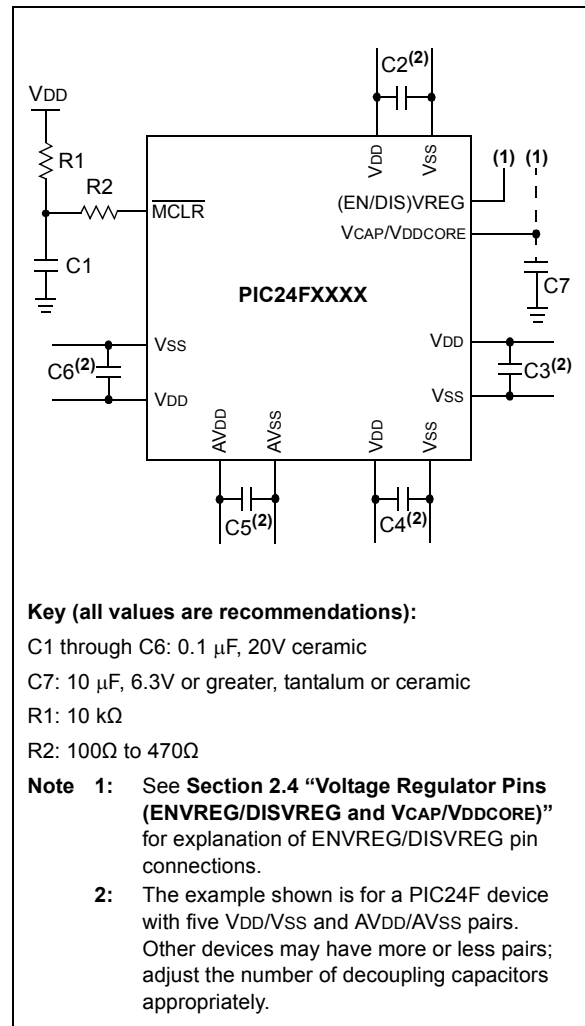 C2(2)
VDD
R1
R2
MCLR
C1
VDD
VSS
(1) (1)
(EN/DIS)VREG
VCAP/VDDCORE
C7
PIC24FXXXX
VSS
C6(2)
VDD
VDD
C3(2)
VSS
AVDD
AVSS
VDD
VSS
C5(2)
C4(2)
Key (all values are recommendations):
C1 through C6: 0.1 μF, 20V ceramic
C7: 10 μF, 6.3V or greater, tantalum or ceramic
R1: 10 kΩ
R2: 100Ω to 470Ω
Note 1: See Section 2.4 “Voltage Regulator Pins
(ENVREG/DISVREG and VCAP/VDDCORE)”
for explanation of ENVREG/DISVREG pin
connections.
2: The example shown is for a PIC24F device
with five VDD/VSS and AVDD/AVSS pairs.
Other devices may have more or less pairs;
adjust the number of decoupling capacitors
appropriately.